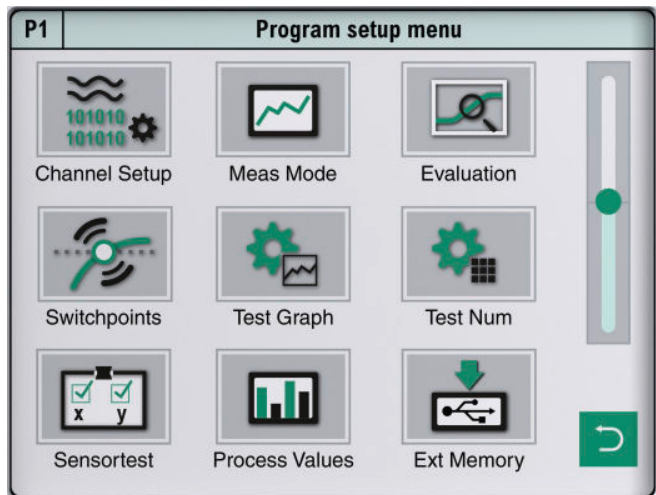 P1 Program setup menu
101010
101010
Channel Setup Meas Mode Evaluation
Switchpoints Test Graph Test Num
x y
Sensortest Process Values Ext Memory